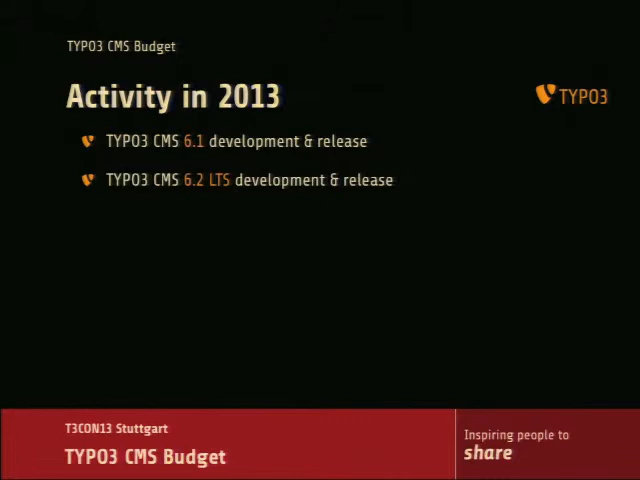 TYPO3 CMS Budget
Activity in 2013
TYPO3
TYPO3 CMS 6.1 development & release
TYPO3 CMS 6.2 LTS development & release
T3CON13 Stuttgart
TYPO3 CMS Budget
Inspiring people to
share